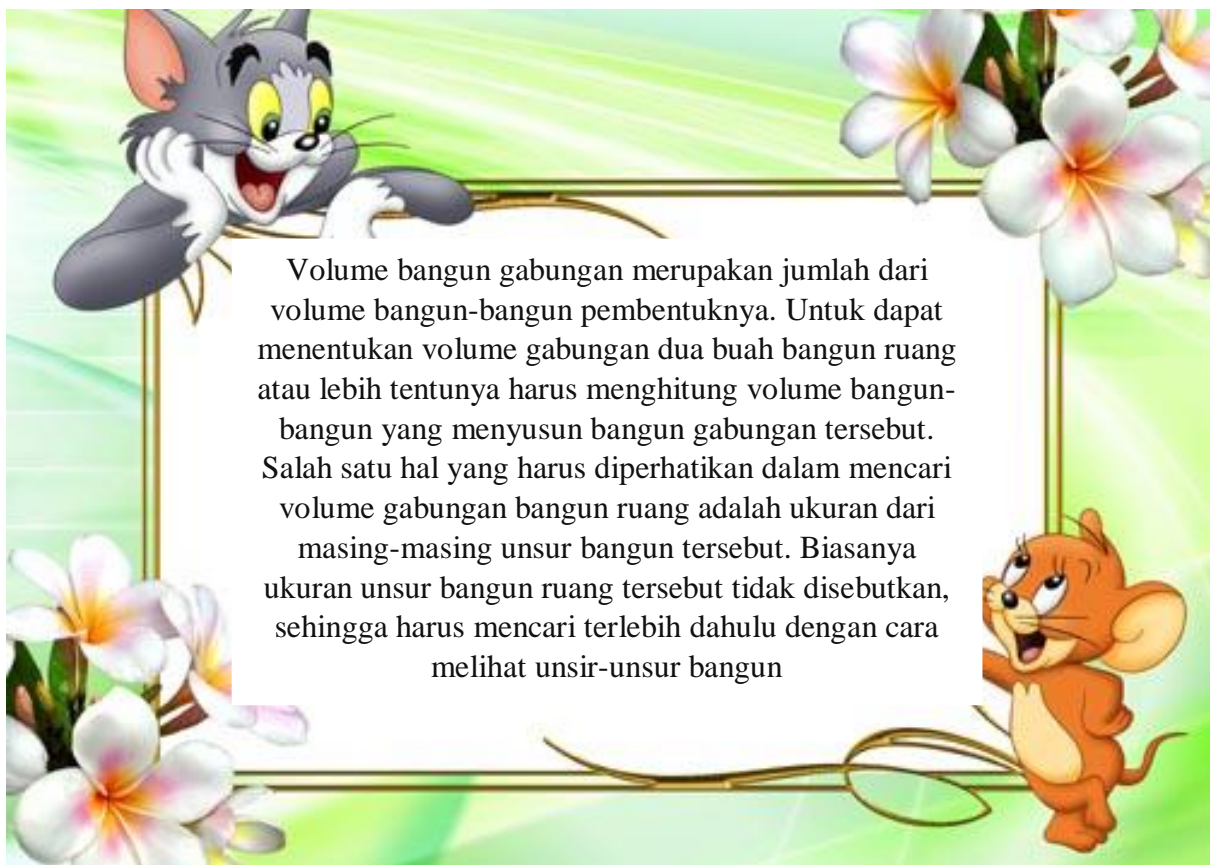 Volume bangun gabungan merupakan jumlah dari
volume bangun-bangun pembentuknya. Untuk dapat
menentukan volume gabungan dua buah bangun ruang
atau lebih tentunya harus menghitung volume bangun-
bangun yang menyusun bangun gabungan tersebut.
Salah satu hal yang harus diperhatikan dalam mencari
volume gabungan bangun ruang adalah ukuran dari
masing-masing unsur bangun tersebut. Biasanya
ukuran unsur bangun ruang tersebut tidak disebutkan,
sehingga harus mencari terlebih dahulu dengan cara
melihat unsir-unsur bangun